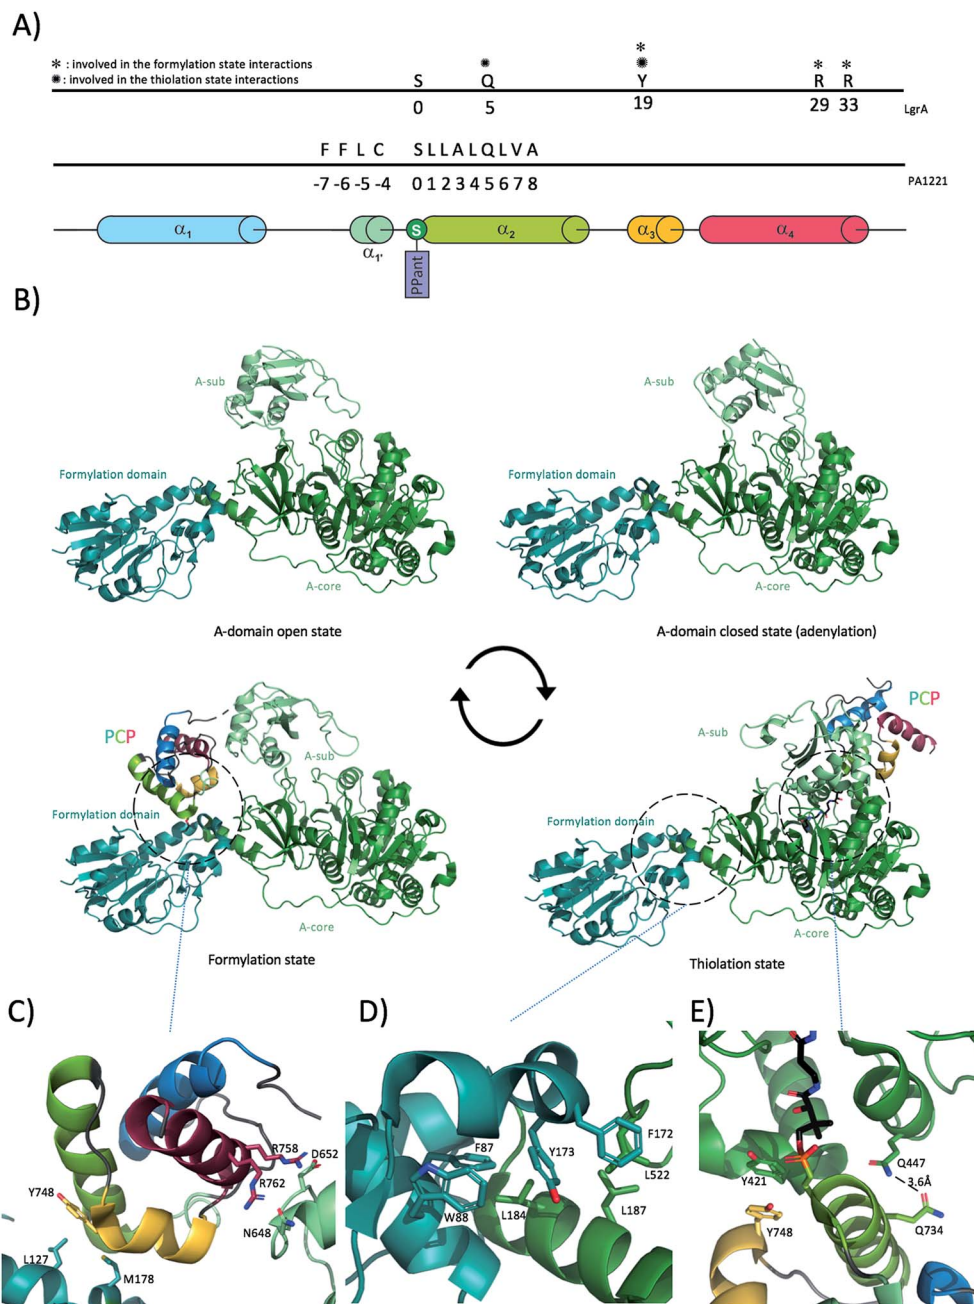 A)
* : involved in the formylation state interactions
✹ : involved in the thiolation state interactions
* 
✹ ✹ * *
S Q Y R R
0 5 19 29 33 LgrA
F F L C S L L A L Q L V A
-7 -6 -5 -4 0 1 2 3 4 5 6 7 8 PA1221
α1 α1' S α2 α3 α4
PPant
B)
A-sub A-sub
Formylation domain Formylation domain
A-core A-core
A-domain open state A-domain closed state (adenylation)
PCP PCP
A-sub A-sub
Formylation domain Formylation domain
A-core A-core
Formylation state Thiolation state
C) D) E)
R758 D652
R762
Y748
N648
L127
M178
F87 Y173 F172
L522
W88 L184 L187
Q447
Y421 3.6Å
Y748 Q734